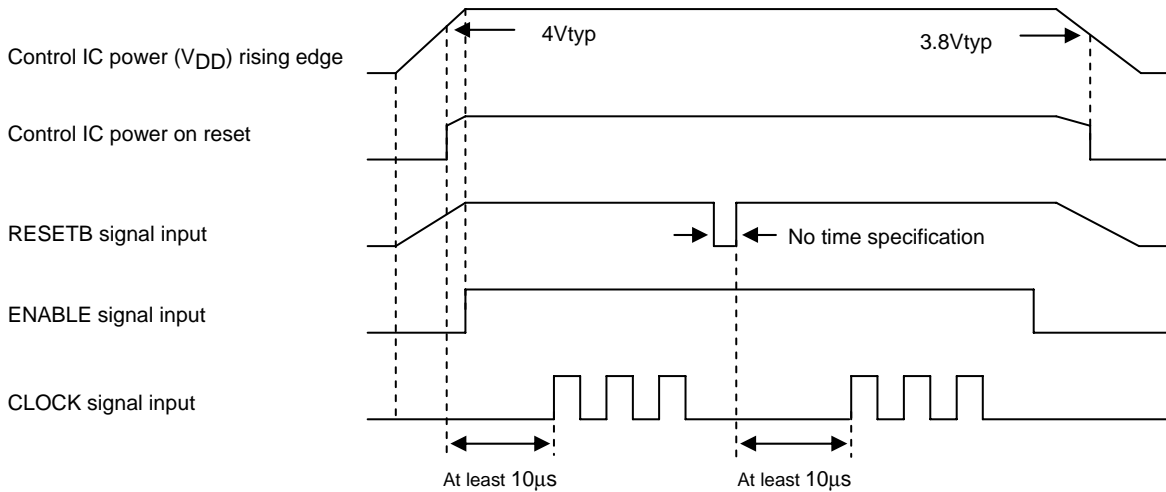 4Vtyp
3.8Vtyp
Control IC power (VDD) rising edge
Control IC power on reset
RESETB signal input
No time specification
ENABLE signal input
CLOCK signal input
At least 10μs
At least 10μs